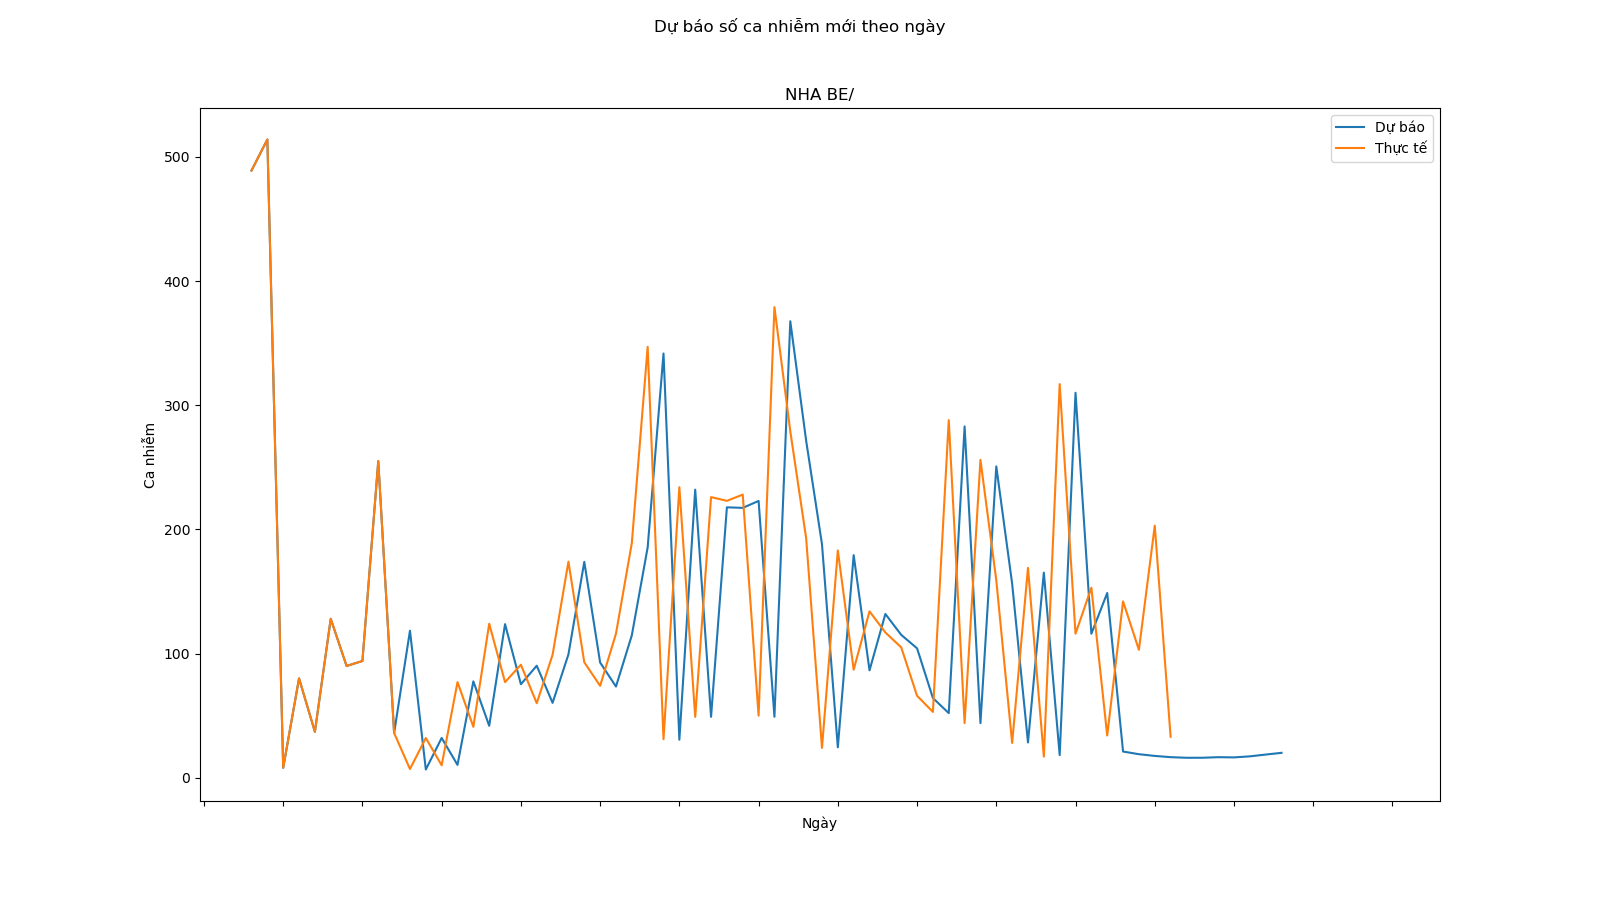 Dự báo số ca nhiễm mới theo ngày
NHA BE/
Dự báo
Thực tế
500
400
300
200
100
0
Ca nhiễm
Ngày